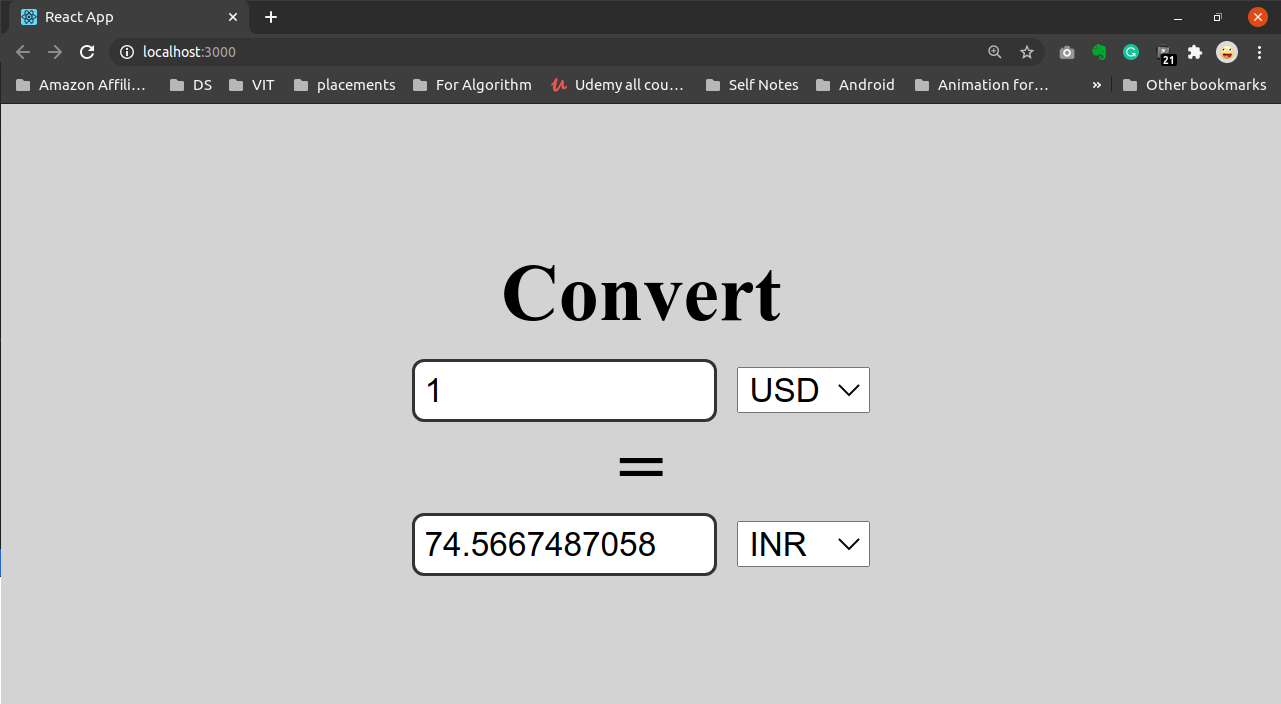 React App
localhost:3000
21
Amazon Affili... DS VIT placements For Algorithm Udemy all cou... Self Notes Android Animation for... » Other bookmarks
Convert
1 USD
=
74.5667487058 INR